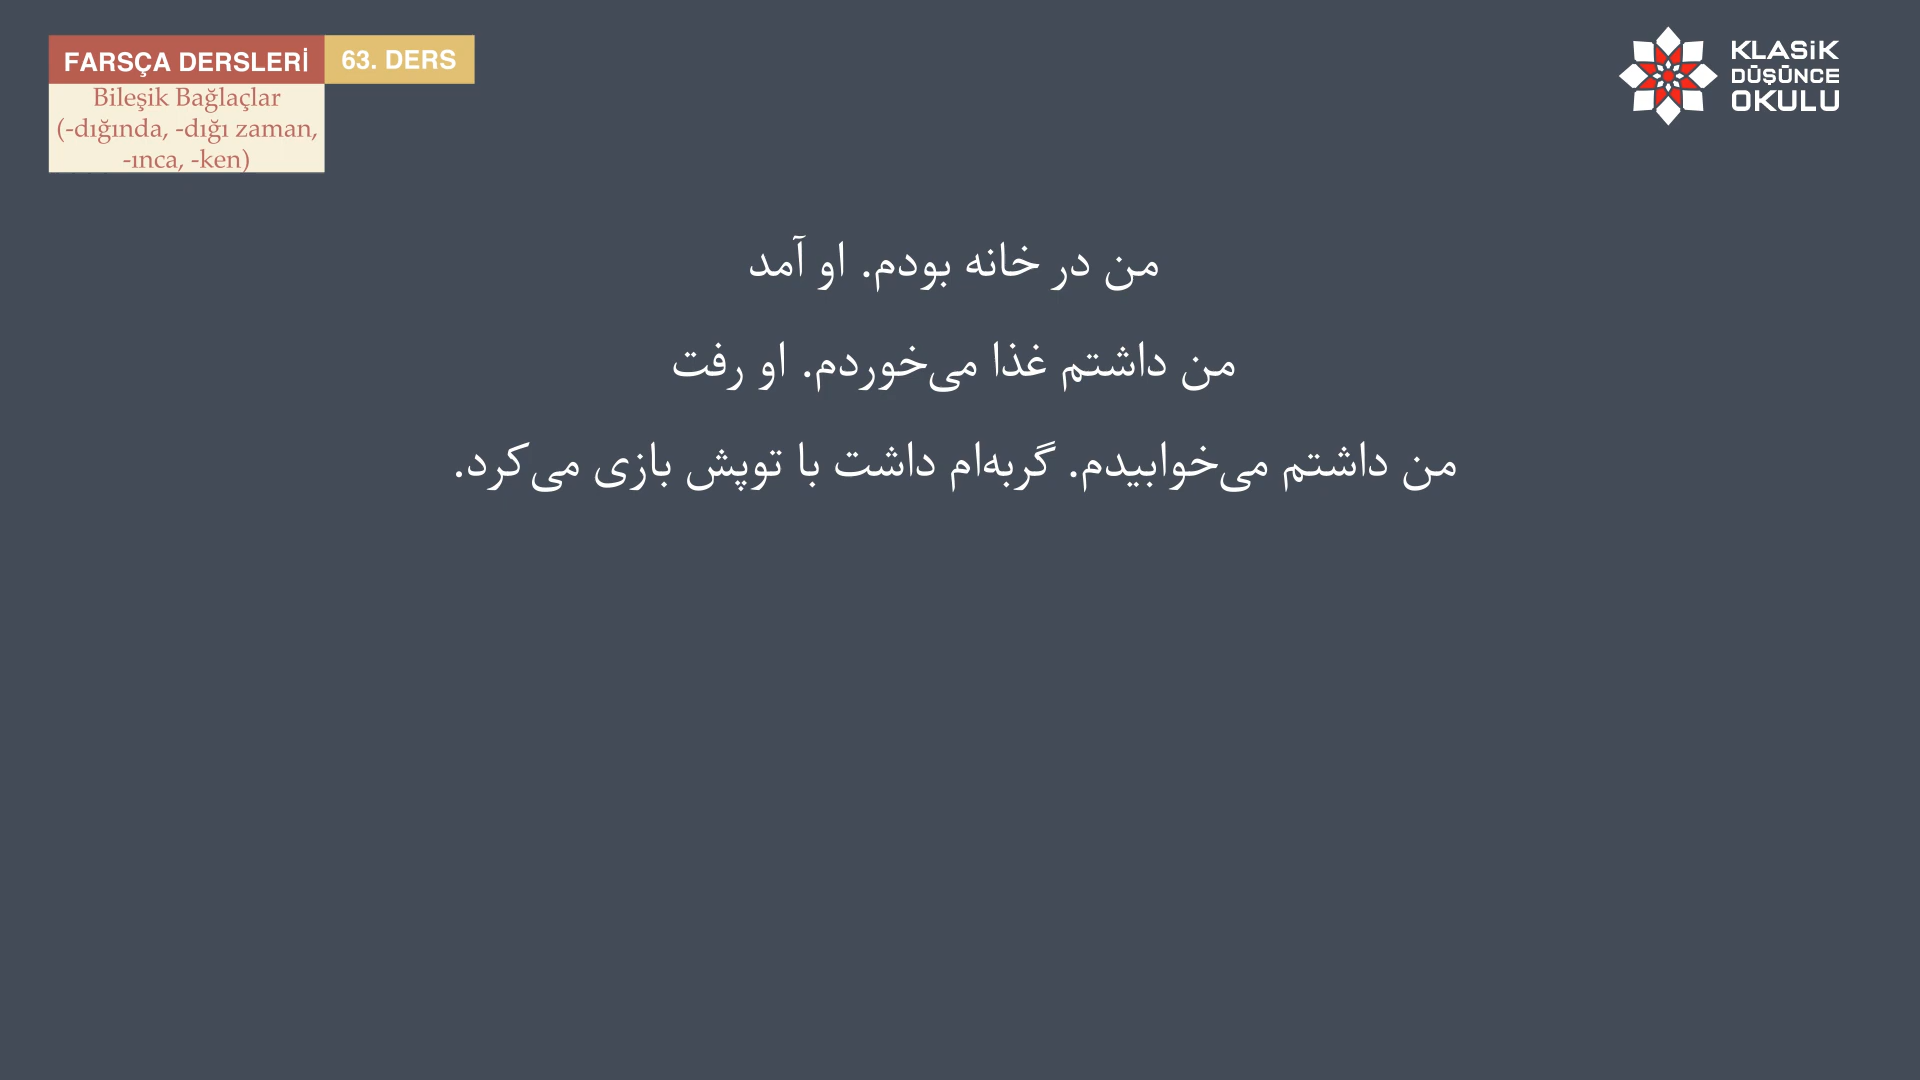 FARSÇA DERSLERİ
63. DERS
Bileşik Bağlaçlar
(-dığında, -dığı zaman,
-ınca, -ken)
KLASİK
DÜŞÜNCE
OKULU
من در خانه بودم. او آمد
من داشتم غذا می‌خوردم. او رفت
من داشتم می‌خوابیدم. گربه‌ام داشت با توپش بازی می‌کرد.